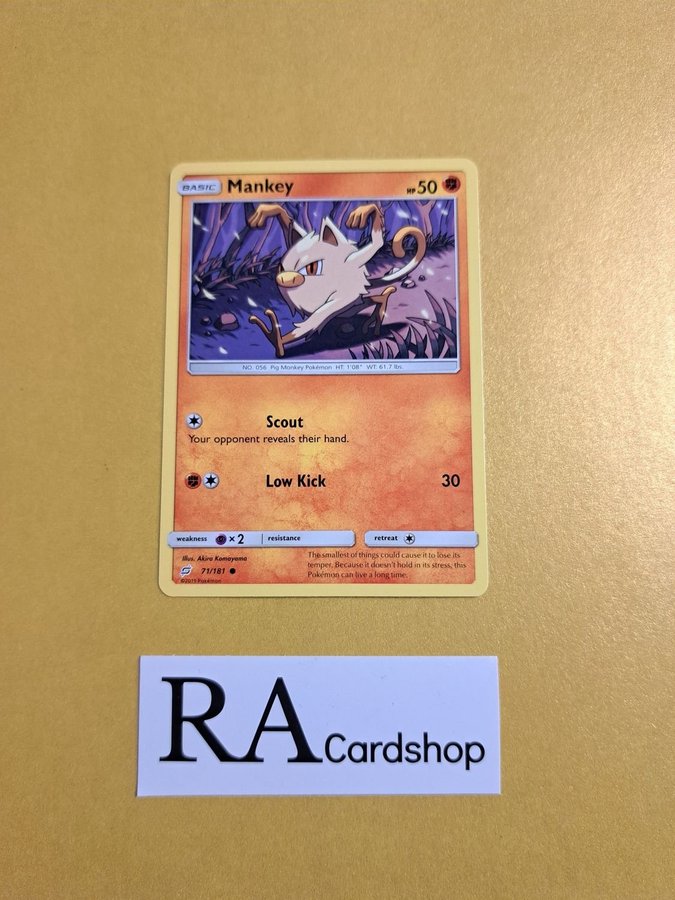 BASIC Mankey HP 50
NO. 056 Pig Monkey Pokémon HT: 1'08" WT: 61.7 lbs.
Scout
Your opponent reveals their hand.
Low Kick 30
weakness × 2 resistance retreat
Illus. Akira Komayama
71/181
©2019 Pokémon
The smallest of things could cause it to lose its
temper. Because it doesn't hold in its stress, this
Pokémon can live a long time.
RA Cardshop